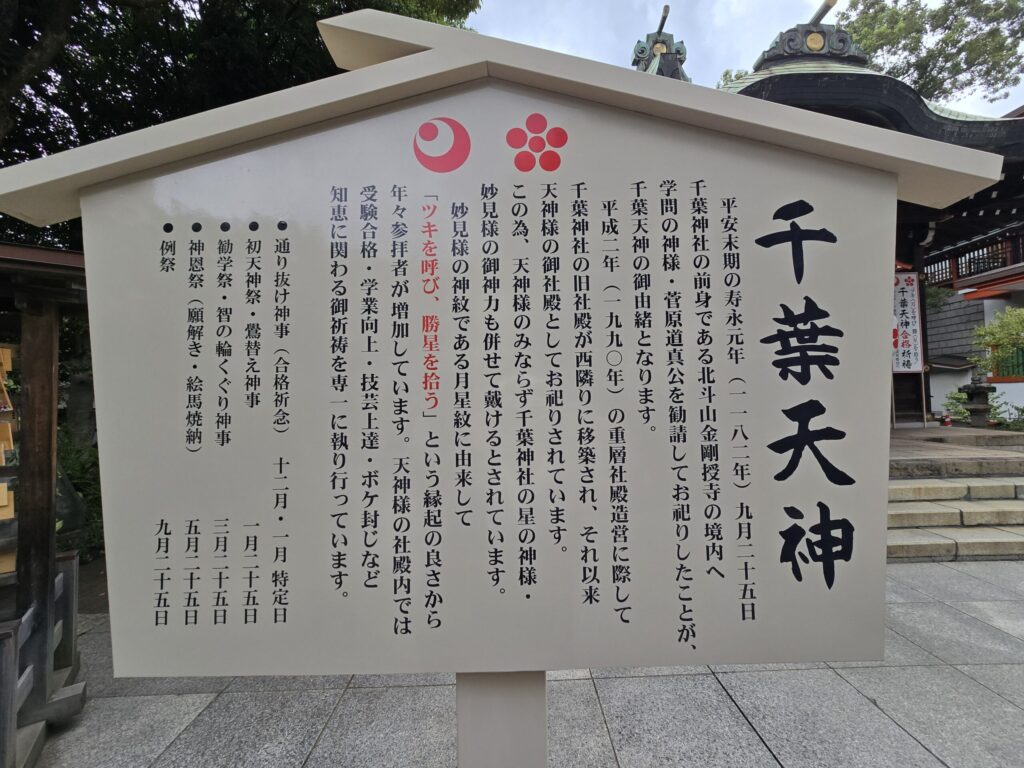 千葉天神
平安末期の寿永元年(一一八二年)九月二十五日
千葉神社の前身である北斗山金剛授寺の境内へ
学問の神様・菅原道真公を勧請してお祀りしたことが、
千葉天神の御由緒となります。
平成二年(一九九〇年)の重層社殿造営に際して
千葉神社の旧社殿が西隣りに移築され、それ以来
天神様の御社殿としてお祀りされています。
この為、天神様のみならず千葉神社の星の神様・
妙見様の御神力も併せて戴けるとされています。
妙見様の神紋である月星紋に由来して
「ツキを呼び、勝星を拾う」という縁起の良さから
年々参拝者が増加しています。天神様の社殿内では
受験合格・学業向上・技芸上達・ボケ封じなど
知恵に関わる御祈祷を専一に執り行っています。
● 通り抜け神事(合格祈念) 十二月・一月 特定日
● 初天神祭・鷽替え神事 一月二十五日
● 勧学祭・智の輪くぐり神事 三月二十五日
● 神恩祭(願解き・絵馬焼納) 五月二十五日
● 例祭 九月二十五日
千葉天神合格祈祷